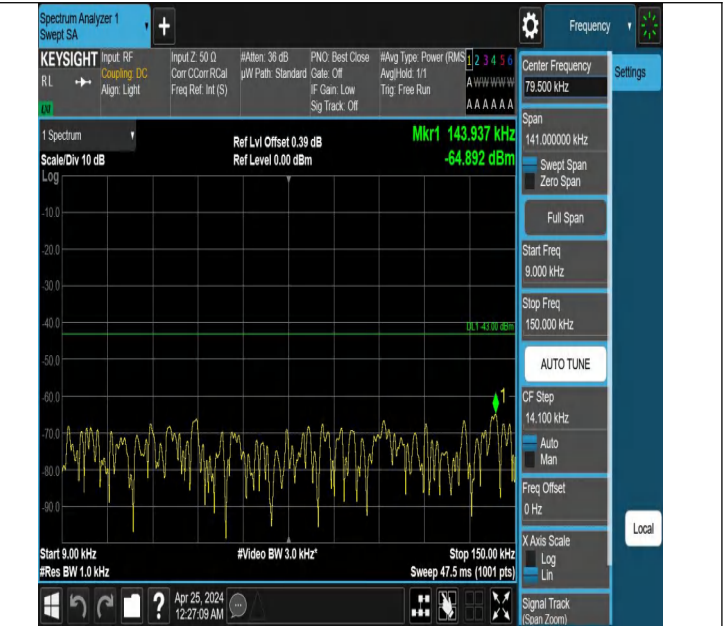 Spectrum Analyzer 1
Swept SA
Frequency
KEYSIGHT
RL
Input: RF
Coupling: DC
Align: Light
Input Z: 50 Ω
Corr CCorr RCal
Freq Ref: Int (S)
#Atten: 36 dB
µW Path: Standard
PNO: Best Close
Gate: Off
IF Gain: Low
Sig Track: Off
#Avg Type: Power (RMS
Avg|Hold: 1/1
Trig: Free Run
1 2 3 4 5 6
A W W W W W
A A A A A A
1 Spectrum
Scale/Div 10 dB
Log
Ref Lvl Offset 0.39 dB
Ref Level 0.00 dBm
Mkr1 143.937 kHz
-64.892 dBm
-10.0
-20.0
-30.0
-40.0
-50.0
-60.0
-70.0
-80.0
-90.0
DL1 -43.00 dBm
1
Start 9.00 kHz
#Res BW 1.0 kHz
#Video BW 3.0 kHz*
Stop 150.00 kHz
Sweep 47.5 ms (1001 pts)
Apr 25, 2024
12:27:09 AM
?
Center Frequency
79.500 kHz
Settings
Span
141.000000 kHz
Swept Span
Zero Span
Full Span
Start Freq
9.000 kHz
Stop Freq
150.000 kHz
AUTO TUNE
CF Step
14.100 kHz
Auto
Man
Freq Offset
0 Hz
X Axis Scale
Log
Lin
Local
Signal Track
(Span Zoom)